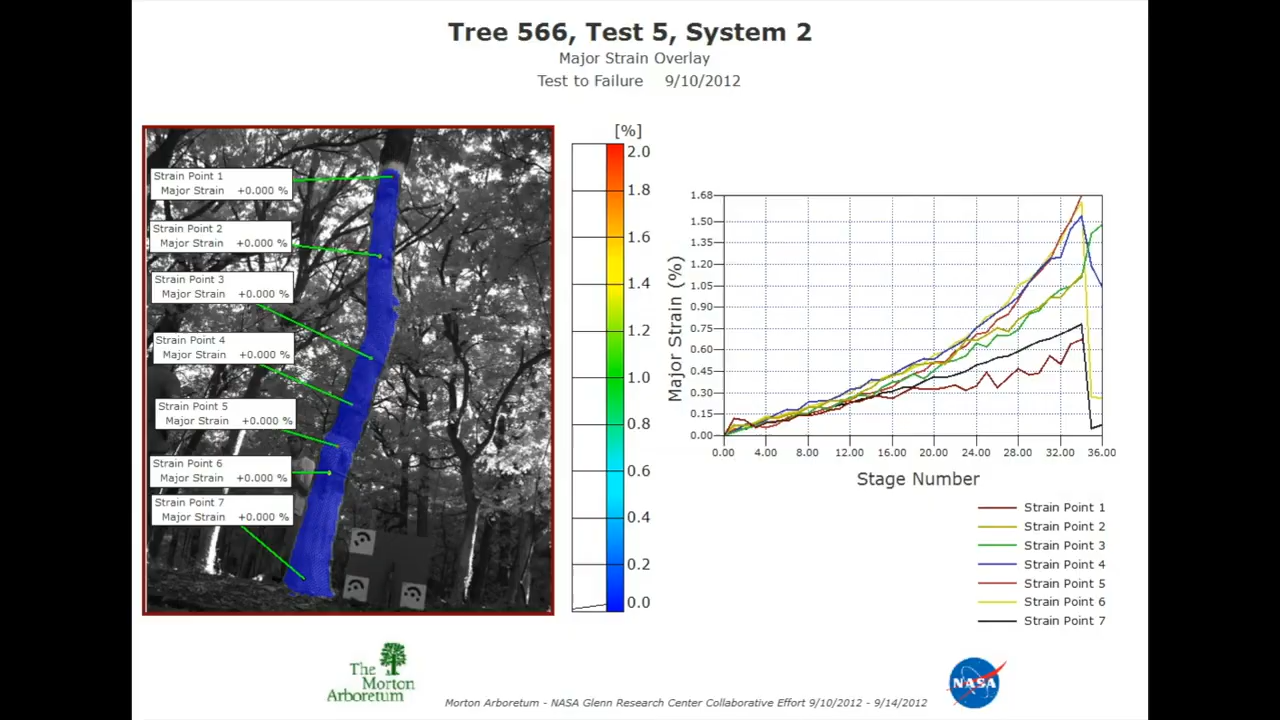 Tree 566, Test 5, System 2
Major Strain Overlay
Test to Failure 9/10/2012
Strain Point 1
Major Strain +0.000 %
Strain Point 2
Major Strain +0.000 %
Strain Point 3
Major Strain +0.000 %
Strain Point 4
Major Strain +0.000 %
Strain Point 5
Major Strain +0.000 %
Strain Point 6
Major Strain +0.000 %
Strain Point 7
Major Strain +0.000 %
[%]
2.0
1.8
1.6
1.4
1.2
1.0
0.8
0.6
0.4
0.2
0.0
Major Strain (%)
1.68
1.50
1.35
1.20
1.05
0.90
0.75
0.60
0.45
0.30
0.15
0.00
0.00 4.00 8.00 12.00 16.00 20.00 24.00 28.00 32.00 36.00
Stage Number
Strain Point 1
Strain Point 2
Strain Point 3
Strain Point 4
Strain Point 5
Strain Point 6
Strain Point 7
The
Morton
Arboretum
Morton Arboretum - NASA Glenn Research Center Collaborative Effort 9/10/2012 - 9/14/2012
NASA